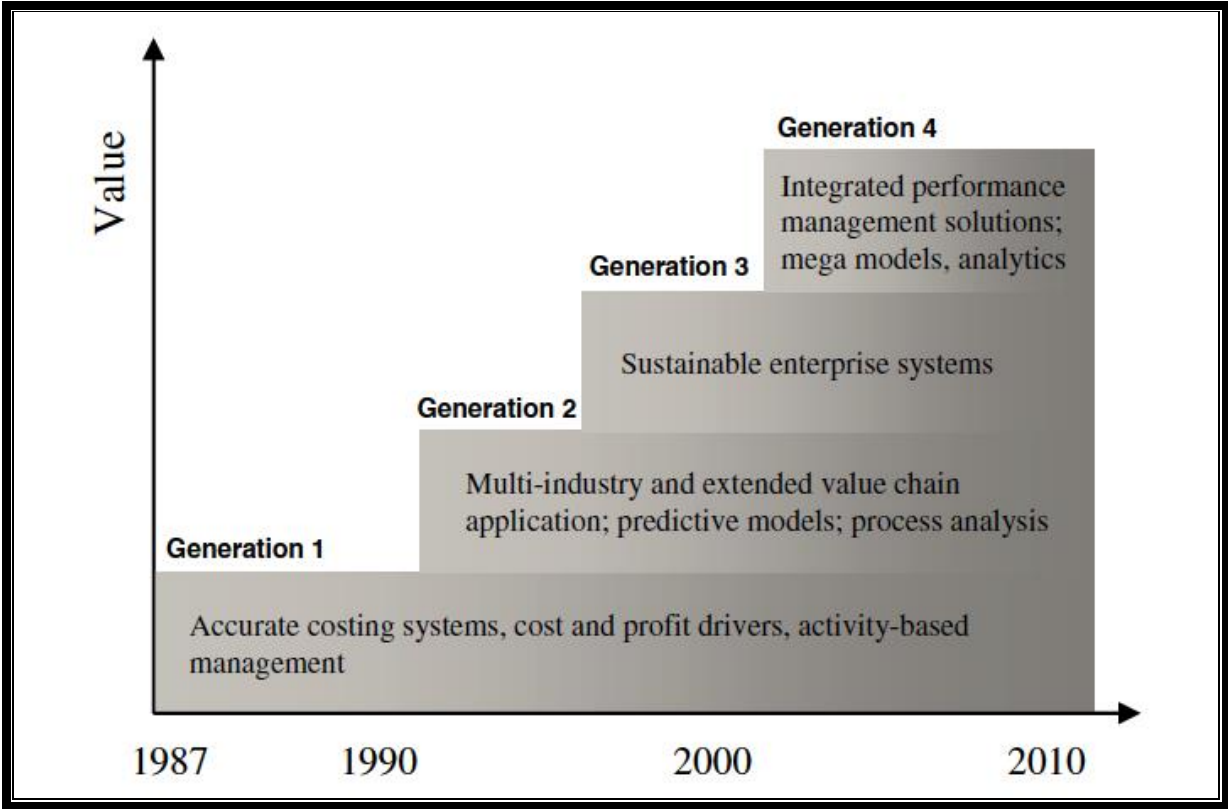 Value
Generation 4
Integrated performance
management solutions;
mega models, analytics
Generation 3
Sustainable enterprise systems
Generation 2
Multi-industry and extended value chain
application; predictive models; process analysis
Generation 1
Accurate costing systems, cost and profit drivers, activity-based
management
1987
1990
2000
2010